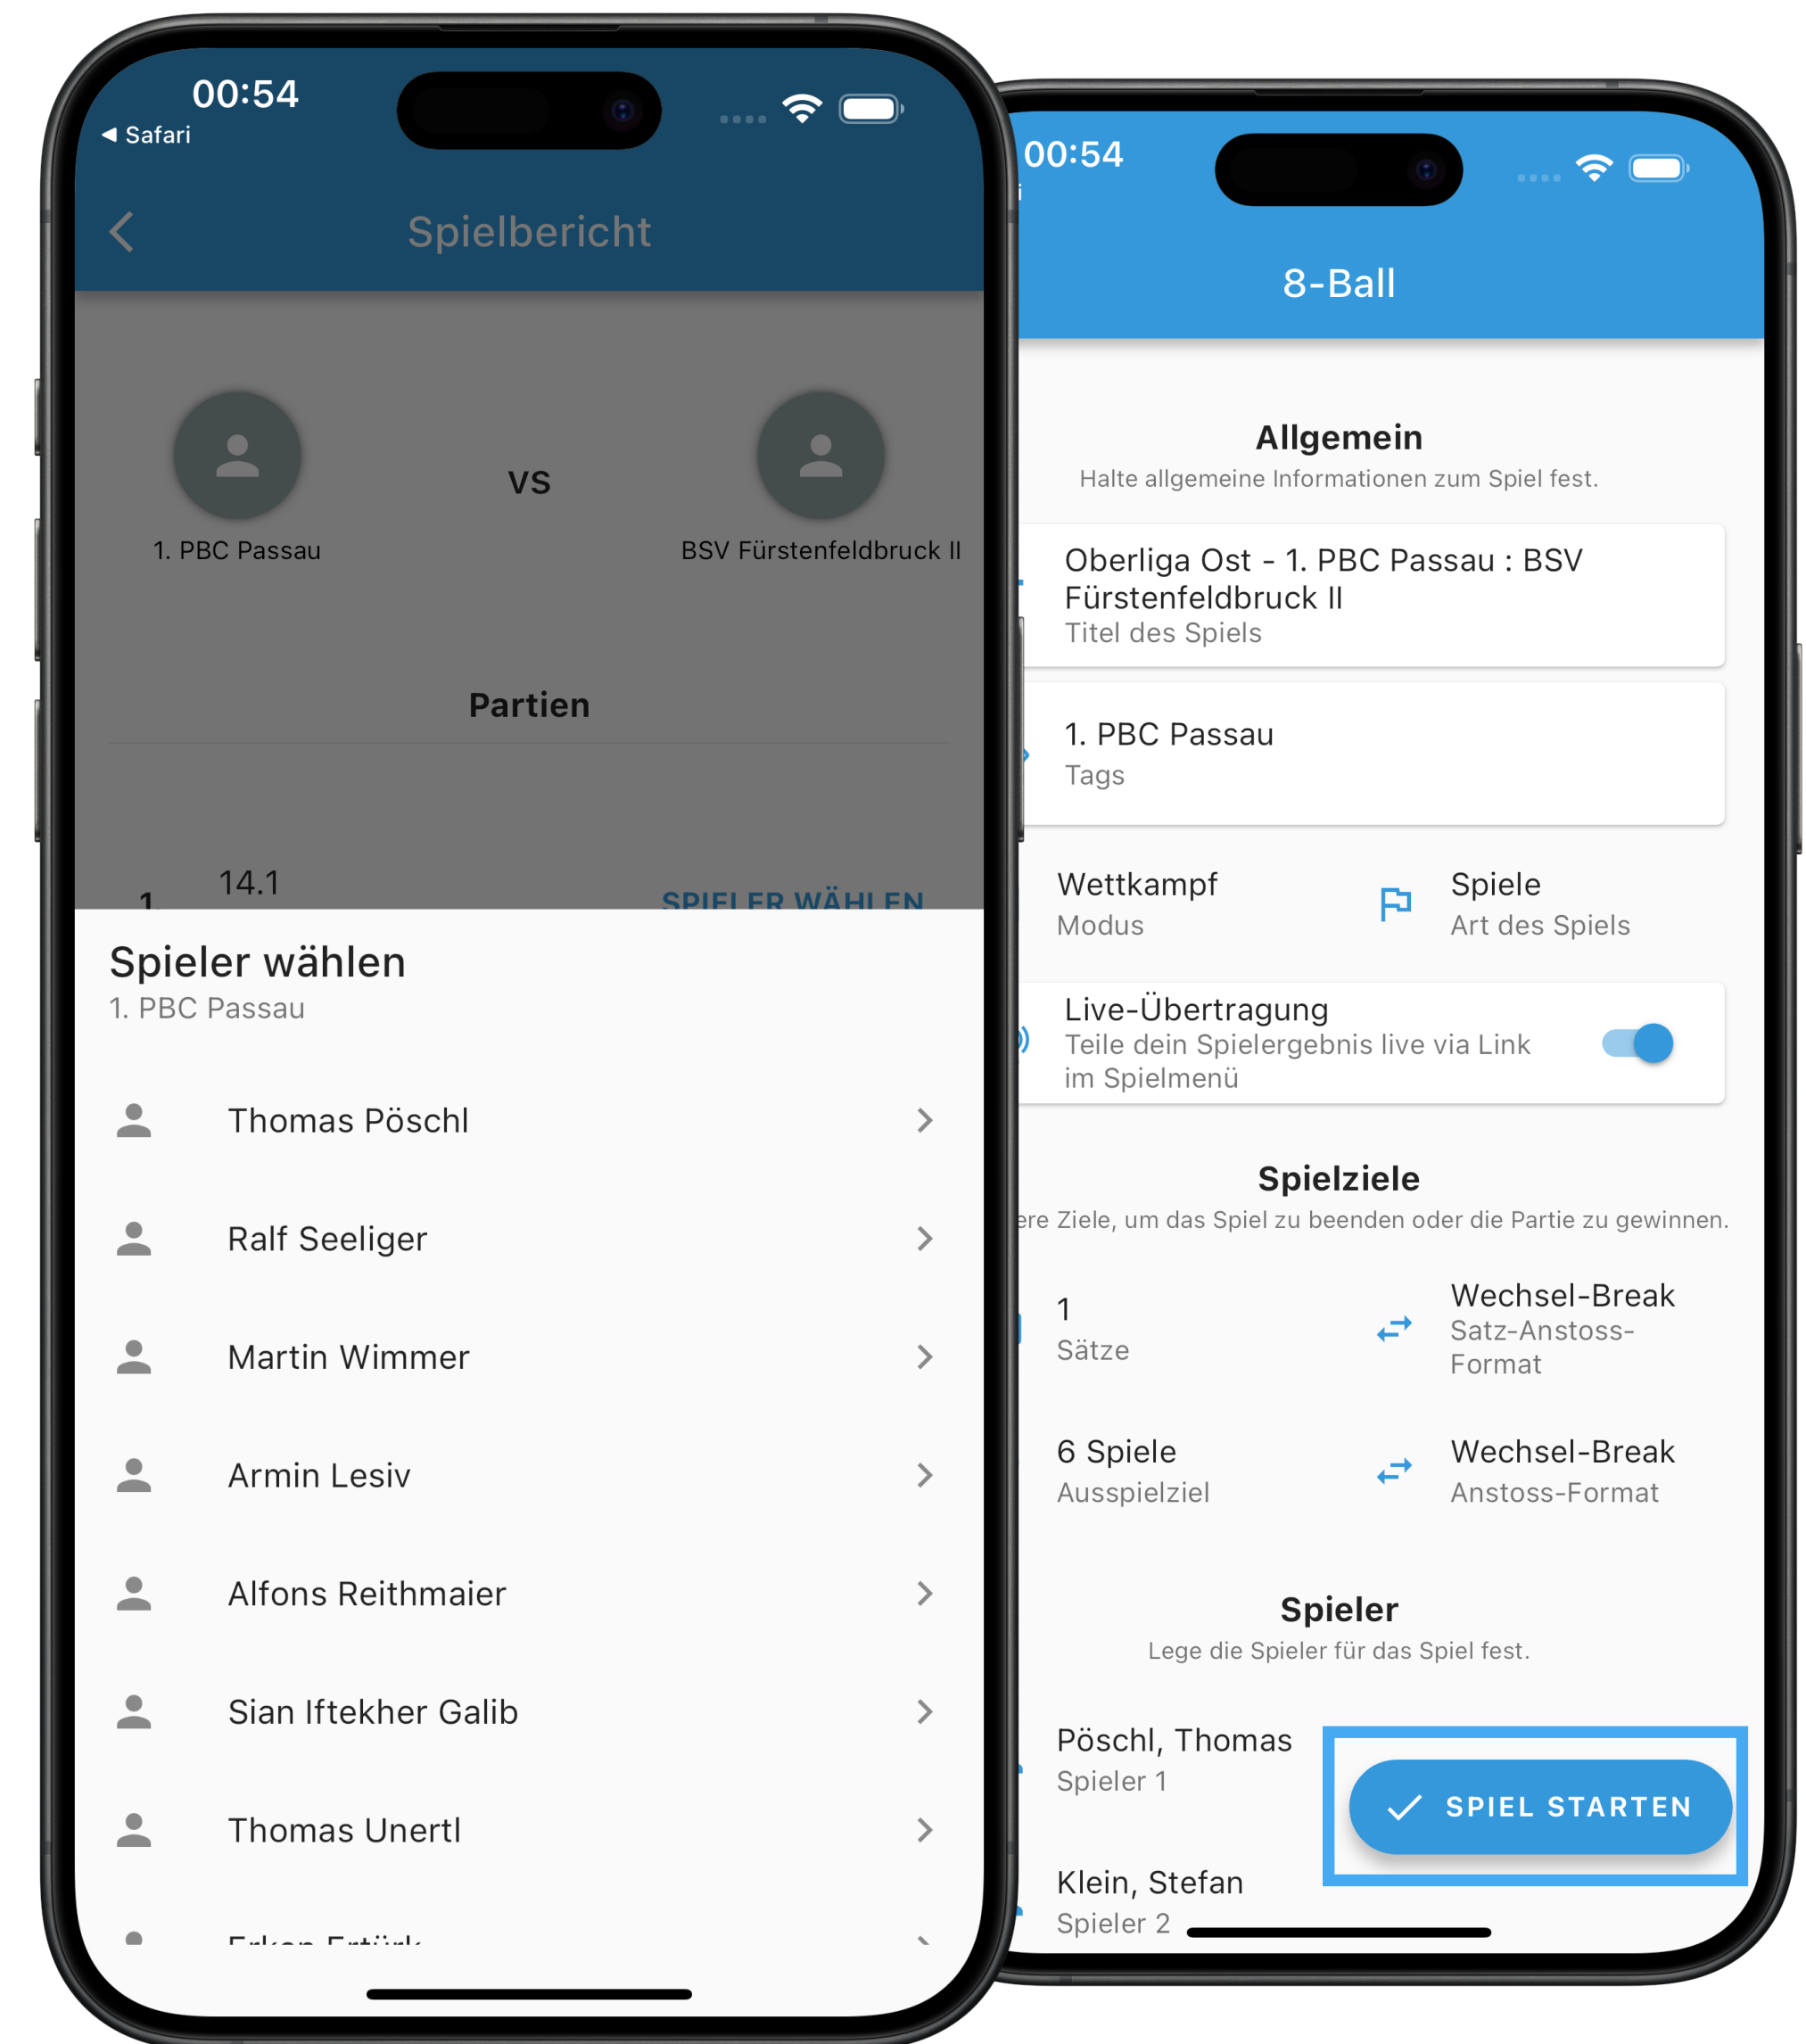 00:54
◀ Safari
Spielbericht
VS
1. PBC Passau
BSV Fürstenfeldbruck II
Partien
14.1
1.
SPIELER WÄHLEN
Spieler wählen
1. PBC Passau
Thomas Pöschl
Ralf Seeliger
Martin Wimmer
Armin Lesiv
Alfons Reithmaier
Sian Iftekher Galib
Thomas Unertl
00:54
8-Ball
Allgemein
Halte allgemeine Informationen zum Spiel fest.
Oberliga Ost - 1. PBC Passau : BSV
Fürstenfeldbruck II
Titel des Spiels
1. PBC Passau
Tags
Wettkampf
Modus
Spiele
Art des Spiels
Live-Übertragung
Teile dein Spielergebnis live via Link
im Spielmenü
Spielziele
ere Ziele, um das Spiel zu beenden oder die Partie zu gewinnen.
1
Sätze
Wechsel-Break
Satz-Anstoss-
Format
6 Spiele
Ausspielziel
Wechsel-Break
Anstoss-Format
Spieler
Lege die Spieler für das Spiel fest.
Pöschl, Thomas
Spieler 1
SPIEL STARTEN
Klein, Stefan
Spieler 2